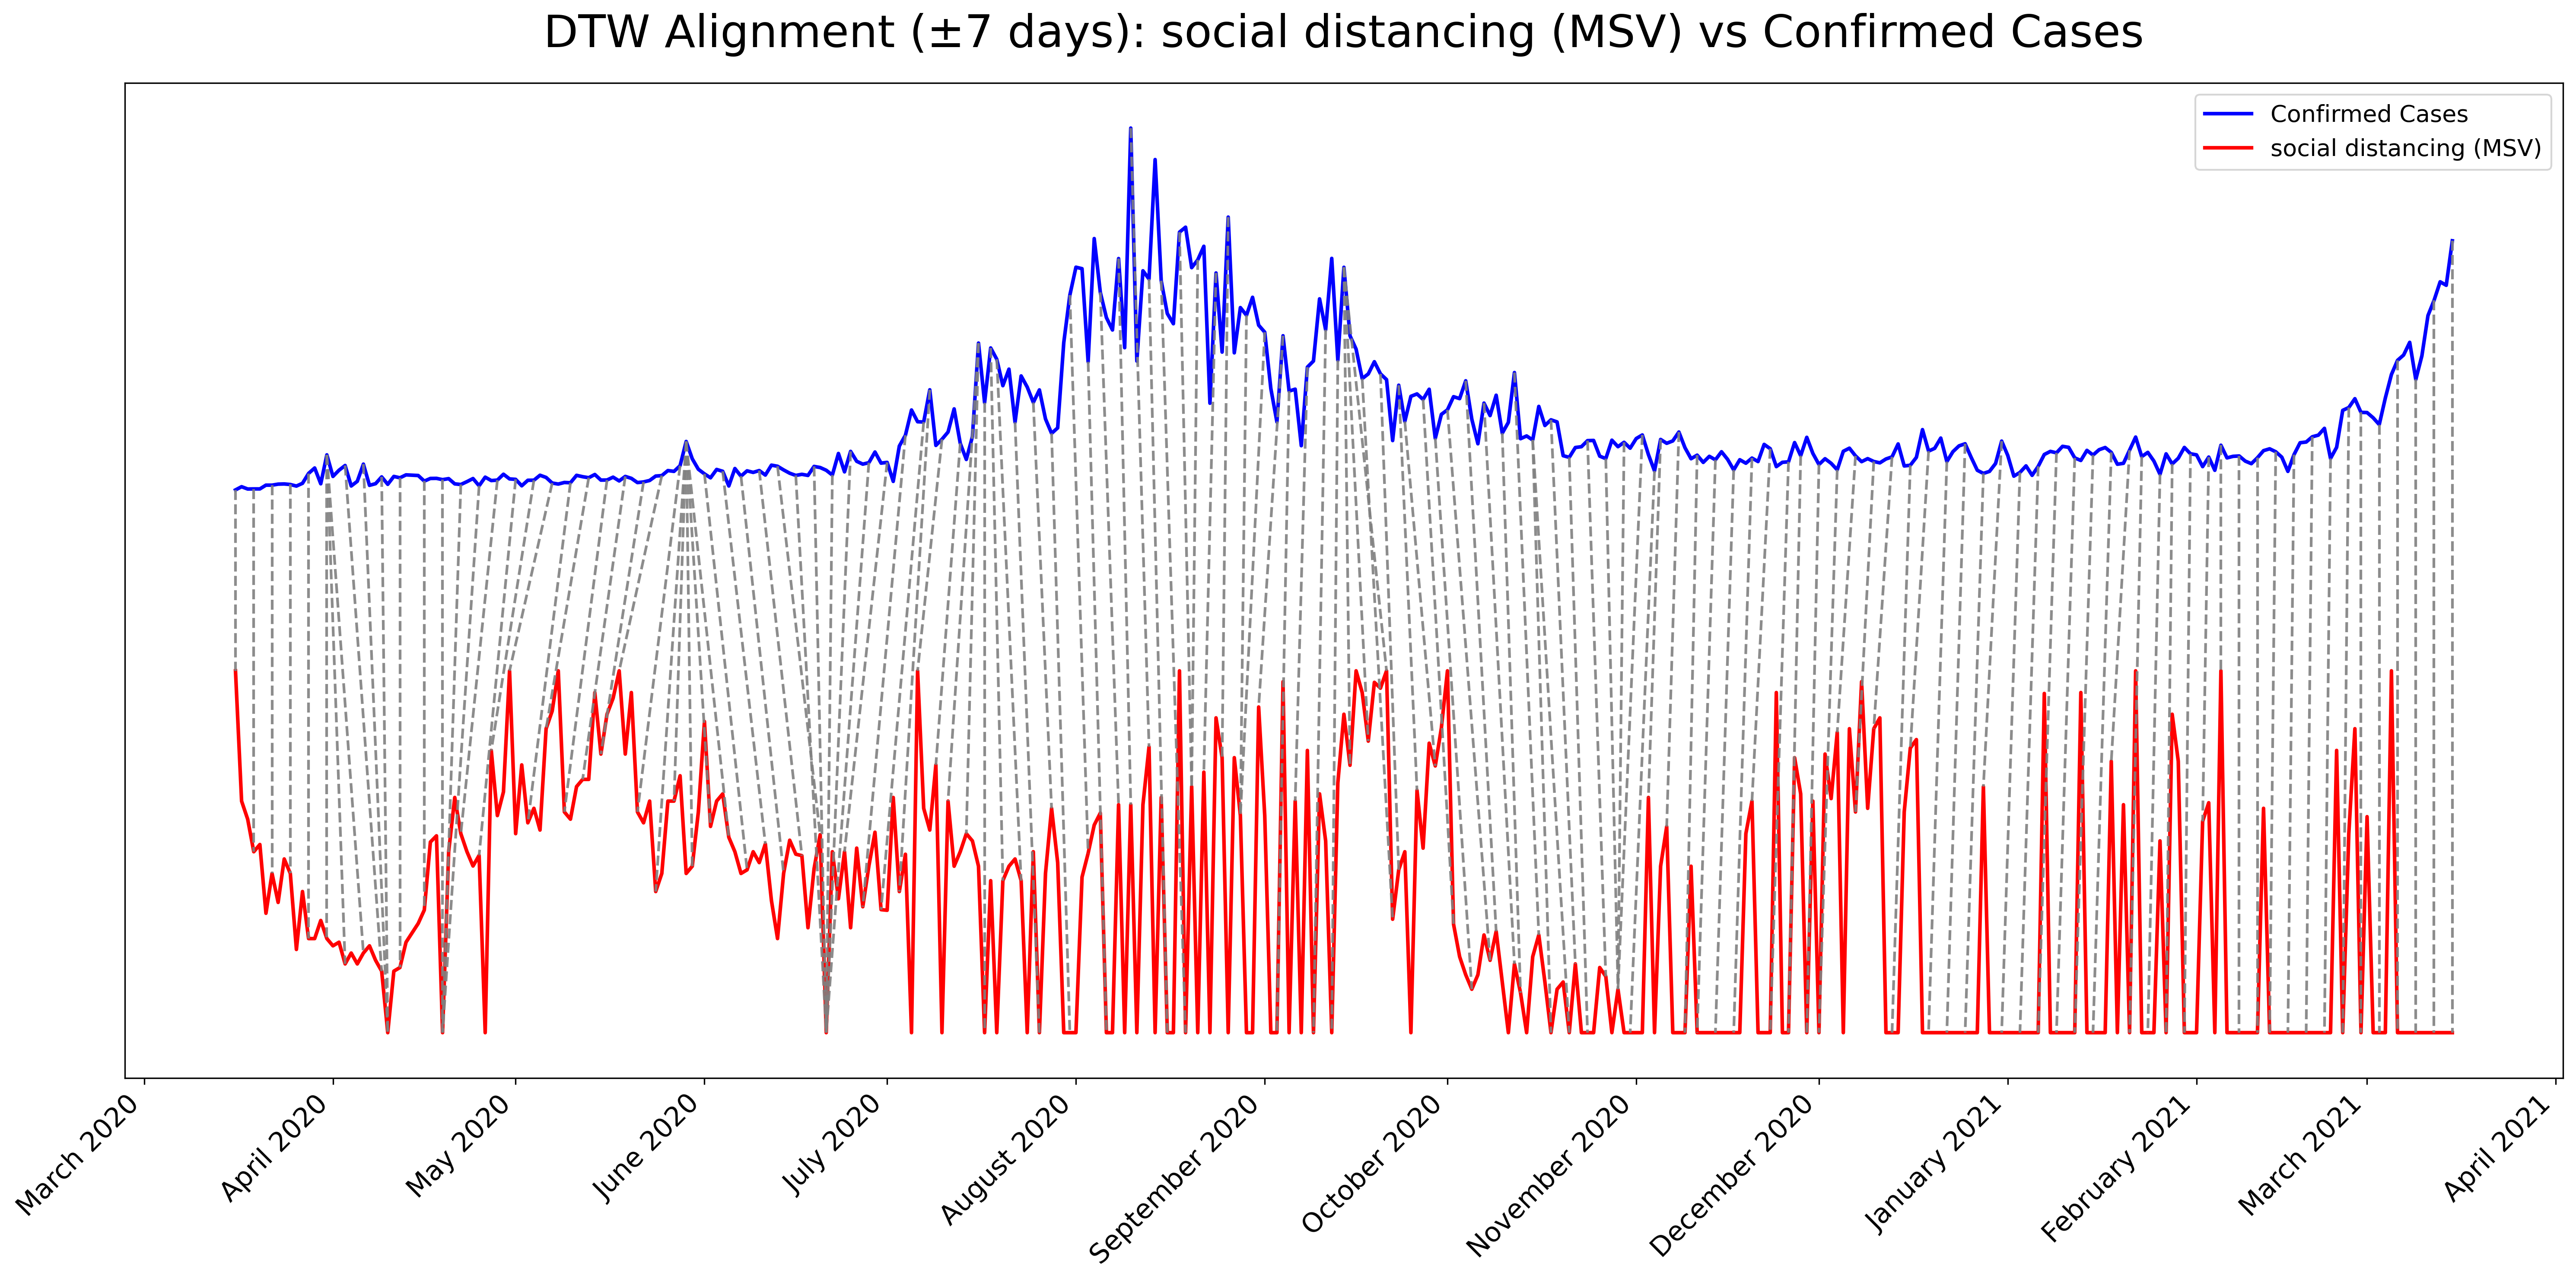 DTW Alignment (±7 days): social distancing (MSV) vs Confirmed Cases
Confirmed Cases
social distancing (MSV)
March 2020
April 2020
May 2020
June 2020
July 2020
August 2020
September 2020
October 2020
November 2020
December 2020
January 2021
February 2021
March 2021
April 2021